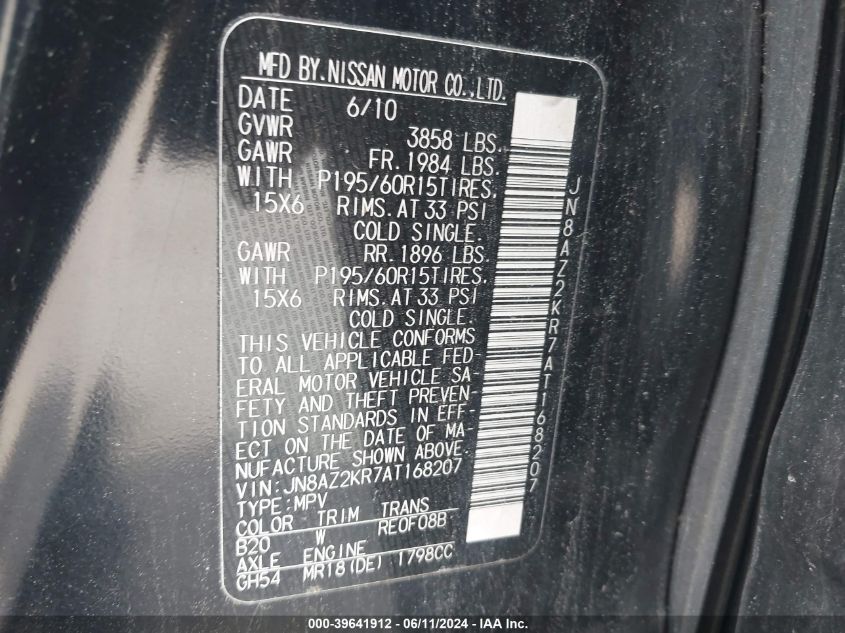 MFD BY.NISSAN MOTOR CO.,LTD.
DATE 6/10
GVWR 3858 LBS.
GAWR FR. 1984 LBS.
WITH P195/60R15TIRES,
15X6 RIMS. AT 33 PSI
COLD SINGLE.
GAWR RR. 1896 LBS.
WITH P195/60R15TIRES.
15X6 RIMS. AT 33 PSI
COLD SINGLE.
THIS VEHICLE CONFORMS
TO ALL APPLICABLE FED-
ERAL MOTOR VEHICLE SA-
FETY AND THEFT PREVEN-
TION STANDARDS IN EFF-
ECT ON THE DATE OF MA-
NUFACTURE SHOWN ABOVE.
VIN:JN8AZ2KR7AT168207
TYPE:MPV
COLOR TRIM TRANS
B20 W RE0F08B
AXLE ENGINE
GH54 MR18(DE) 1798CC
JN8AZ2KR7AT168207
000-39641912 - 06/11/2024 - IAA Inc.